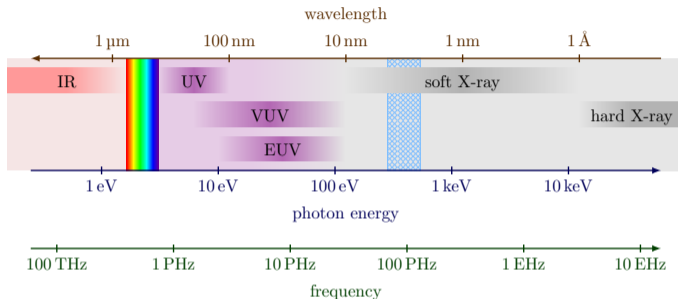 wavelength
1 µm 100 nm 10 nm 1 nm 1 Å
IR UV soft X-ray
VUV hard X-ray
EUV
1 eV 10 eV 100 eV 1 keV 10 keV
photon energy
100 THz 1 PHz 10 PHz 100 PHz 1 EHz 10 EHz
frequency